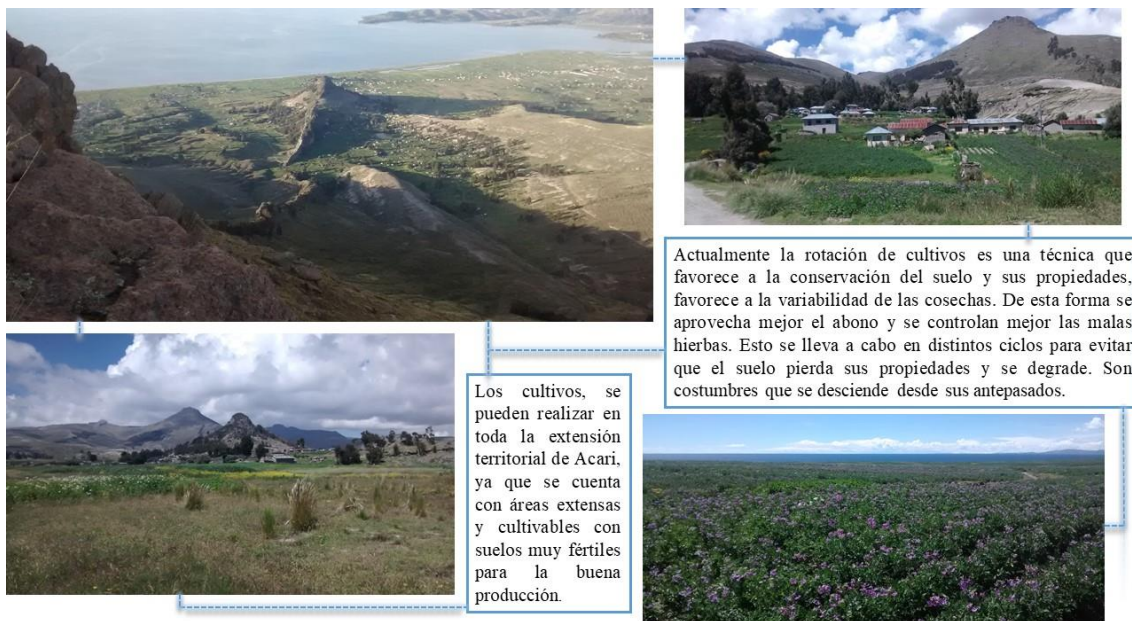 Actualmente la rotación de cultivos es una técnica que
favorece a la conservación del suelo y sus propiedades,
favorece a la variabilidad de las cosechas. De esta forma se
aprovecha mejor el abono y se controlan mejor las malas
hierbas. Esto se lleva a cabo en distintos ciclos para evitar
que el suelo pierda sus propiedades y se degrade. Son
costumbres que se desciende desde sus antepasados.
Los cultivos, se
pueden realizar en
toda la extensión
territorial de Acari,
ya que se cuenta
con áreas extensas
y cultivables con
suelos muy fértiles
para la buena
producción.